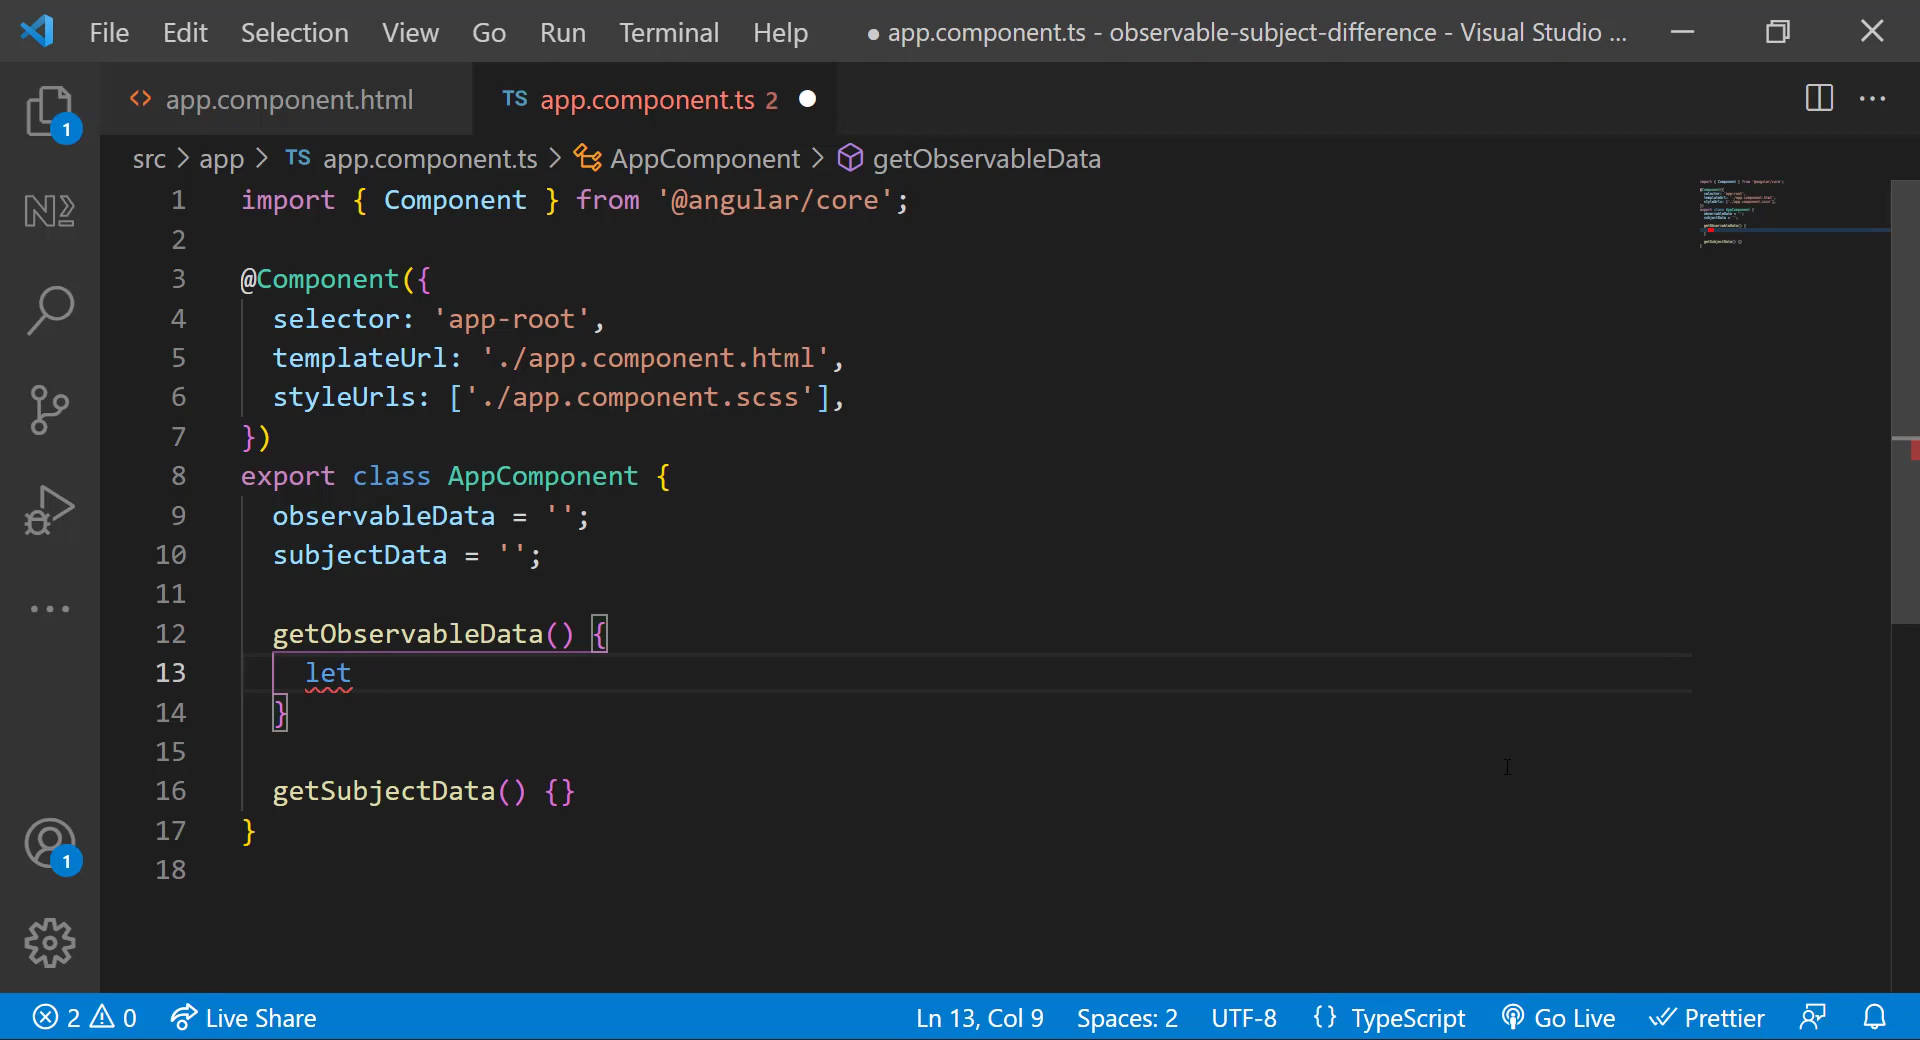 File Edit Selection View Go Run Terminal Help ● app.component.ts - observable-subject-difference - Visual Studio ...
<> app.component.html TS app.component.ts 2
src > app > TS app.component.ts > AppComponent > getObservableData
1 import { Component } from '@angular/core';
2
3 @Component({
4 selector: 'app-root',
5 templateUrl: './app.component.html',
6 styleUrls: ['./app.component.scss'],
7 })
8 export class AppComponent {
9 observableData = '';
10 subjectData = '';
11
12 getObservableData() {
13 let
14 }
15
16 getSubjectData() {}
17 }
18
1
1
2 0 Live Share Ln 13, Col 9 Spaces: 2 UTF-8 {} TypeScript Go Live Prettier